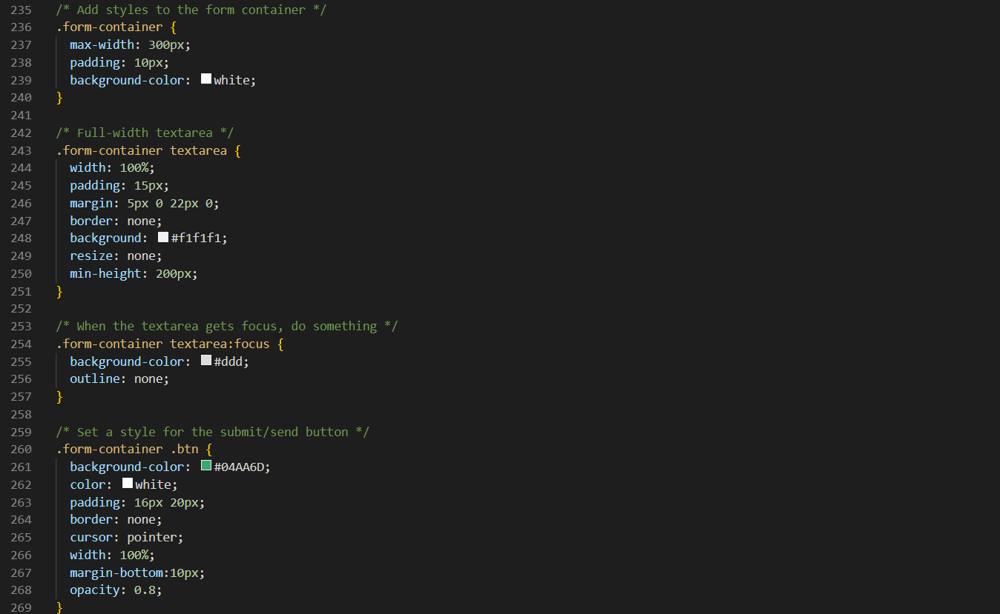 235 /* Add styles to the form container */
236 .form-container {
237   max-width: 300px;
238   padding: 10px;
239   background-color: white;
240 }
241
242 /* Full-width textarea */
243 .form-container textarea {
244   width: 100%;
245   padding: 15px;
246   margin: 5px 0 22px 0;
247   border: none;
248   background: #f1f1f1;
249   resize: none;
250   min-height: 200px;
251 }
252
253 /* When the textarea gets focus, do something */
254 .form-container textarea:focus {
255   background-color: #ddd;
256   outline: none;
257 }
258
259 /* Set a style for the submit/send button */
260 .form-container .btn {
261   background-color: #04AA6D;
262   color: white;
263   padding: 16px 20px;
264   border: none;
265   cursor: pointer;
266   width: 100%;
267   margin-bottom:10px;
268   opacity: 0.8;
269 }